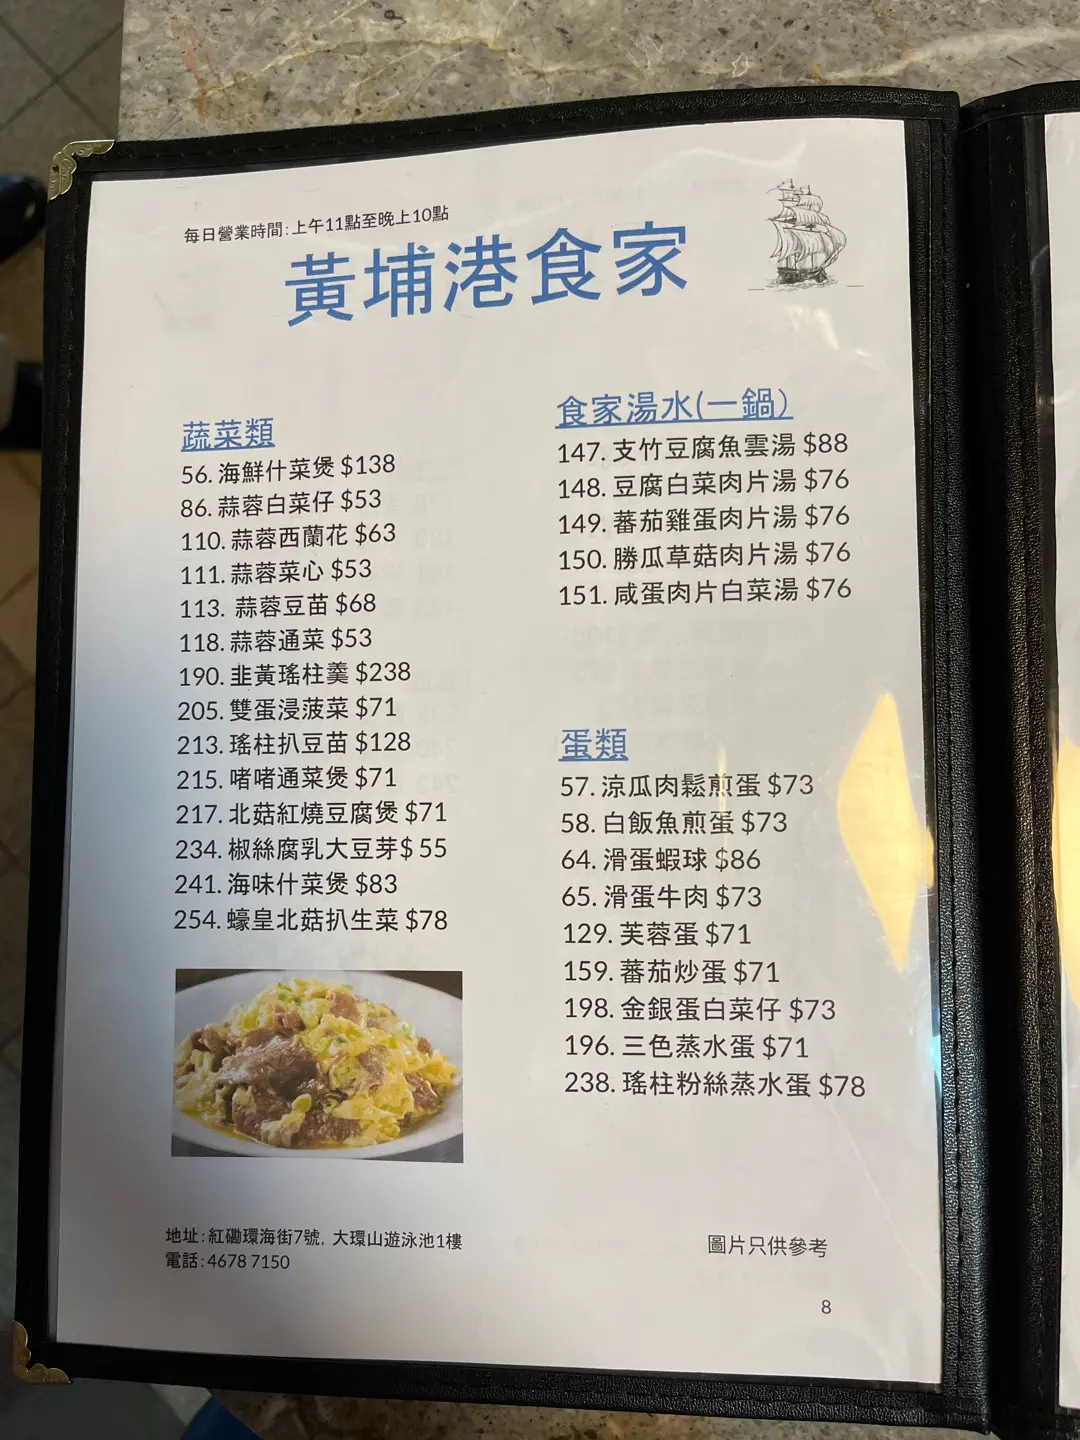 每日營業時間:上午11點至晚上10點
黃埔港食家
蔬菜類
56. 海鮮什菜煲 $138
86. 蒜蓉白菜仔 $53
110. 蒜蓉西蘭花 $63
111. 蒜蓉菜心 $53
113. 蒜蓉豆苗 $68
118. 蒜蓉通菜 $53
190. 韭黃瑤柱羹 $238
205. 雙蛋浸菠菜 $71
213. 瑤柱扒豆苗 $128
215. 啫啫通菜煲 $71
217. 北菇紅燒豆腐煲 $71
234. 椒絲腐乳大豆芽$ 55
241. 海味什菜煲 $83
254. 蠔皇北菇扒生菜 $78
食家湯水(一鍋)
147. 支竹豆腐魚雲湯 $88
148. 豆腐白菜肉片湯 $76
149. 蕃茄雞蛋肉片湯 $76
150. 勝瓜草菇肉片湯 $76
151. 咸蛋肉片白菜湯 $76
蛋類
57. 涼瓜肉鬆煎蛋 $73
58. 白飯魚煎蛋 $73
64. 滑蛋蝦球 $86
65. 滑蛋牛肉 $73
129. 芙蓉蛋 $71
159. 蕃茄炒蛋 $71
198. 金銀蛋白菜仔 $73
196. 三色蒸水蛋 $71
238. 瑤柱粉絲蒸水蛋 $78
地址:紅磡環海街7號, 大環山遊泳池1樓
電話:4678 7150
圖片只供參考
8